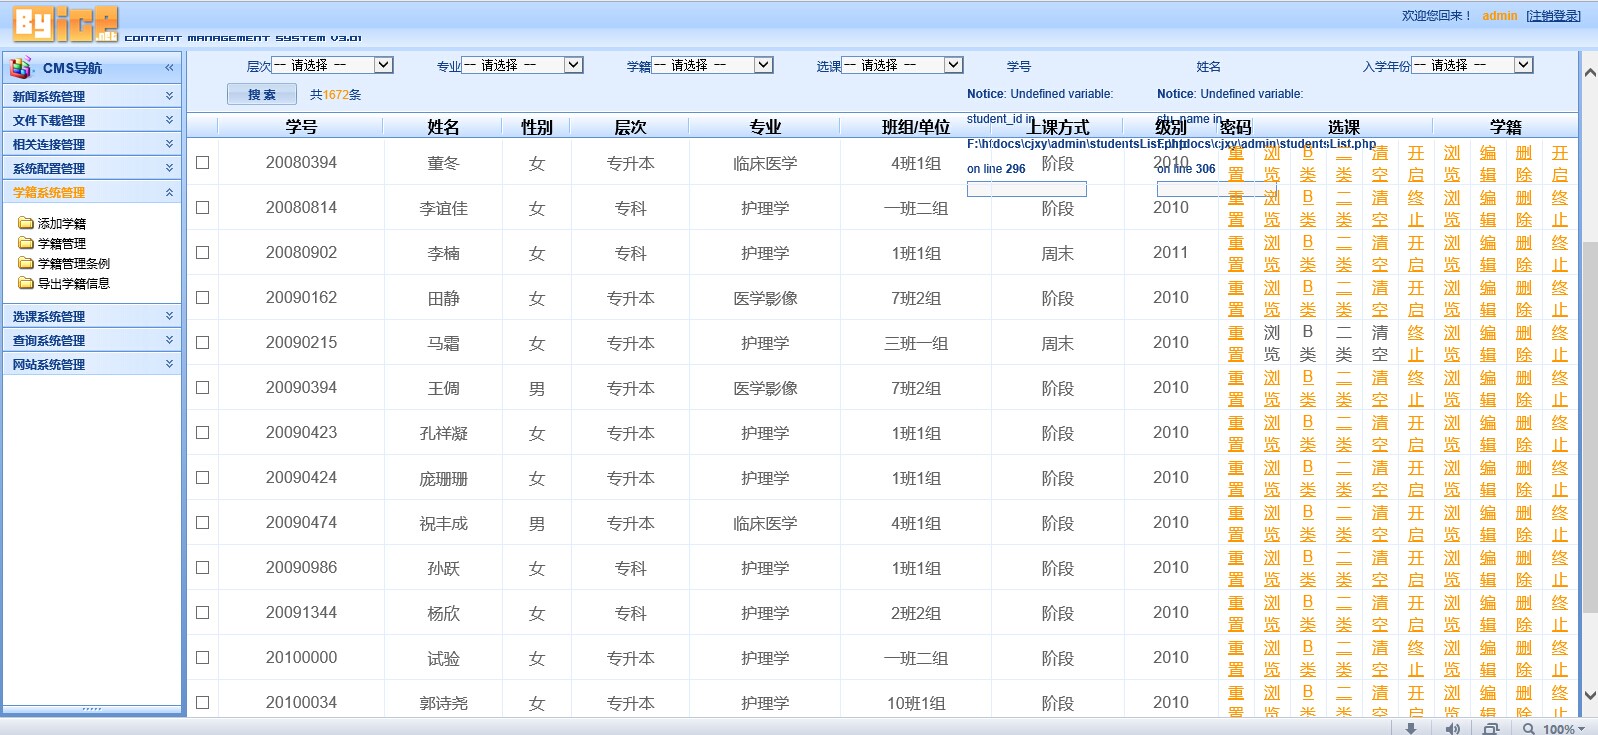 ByiCE.net
CONTENT MANAGEMENT SYSTEM V3.01
欢迎您回来！ admin [注销登录]
CMS导航
新闻系统管理
文件下载管理
相关连接管理
系统配置管理
学籍系统管理
添加学籍
学籍管理
学籍管理条例
导出学籍信息
选课系统管理
查询系统管理
网站系统管理
层次 -- 请选择 -- 专业 -- 请选择 -- 学籍 -- 请选择 -- 选课 -- 请选择 -- 学号 姓名 入学年份 -- 请选择 --
搜 索 共1672条
Notice: Undefined variable:
student_id in
F:\htdocs\cjxy\admin\studentsList.php
on line 296
Notice: Undefined variable:
stu_name in
F:\htdocs\cjxy\admin\studentsList.php
on line 306
学号 姓名 性别 层次 专业 班组/单位 上课方式 级别 密码 选课 学籍
20080394 董冬 女 专升本 临床医学 4班1组 阶段 2010 重置 浏览 B类 二类 清空 开启 浏览 编辑 删除 开启
20080814 李谊佳 女 专科 护理学 一班二组 阶段 2010 重置 浏览 B类 二类 清空 终止 浏览 编辑 删除 终止
20080902 李楠 女 专科 护理学 1班1组 周末 2011 重置 浏览 B类 二类 清空 开启 浏览 编辑 删除 终止
20090162 田静 女 专升本 医学影像 7班2组 阶段 2010 重置 浏览 B类 二类 清空 开启 浏览 编辑 删除 终止
20090215 马霜 女 专升本 护理学 三班一组 周末 2010 重置 浏览 B类 二类 清空 终止 浏览 编辑 删除 终止
20090394 王倜 男 专升本 医学影像 7班2组 阶段 2010 重置 浏览 B类 二类 清空 终止 浏览 编辑 删除 终止
20090423 孔祥凝 女 专升本 护理学 1班1组 阶段 2010 重置 浏览 B类 二类 清空 开启 浏览 编辑 删除 终止
20090424 庞珊珊 女 专升本 护理学 1班1组 阶段 2010 重置 浏览 B类 二类 清空 开启 浏览 编辑 删除 终止
20090474 祝丰成 男 专升本 临床医学 4班1组 阶段 2010 重置 浏览 B类 二类 清空 开启 浏览 编辑 删除 终止
20090986 孙跃 女 专科 护理学 1班1组 阶段 2010 重置 浏览 B类 二类 清空 开启 浏览 编辑 删除 终止
20091344 杨欣 女 专科 护理学 2班2组 阶段 2010 重置 浏览 B类 二类 清空 开启 浏览 编辑 删除 终止
20100000 试验 女 专升本 护理学 一班二组 阶段 2010 重置 浏览 B类 二类 清空 终止 浏览 编辑 删除 终止
20100034 郭诗尧 女 专升本 护理学 10班1组 阶段 2010 重置 浏览 B类 二类 清空 开启 浏览 编辑 删除 终止
100%